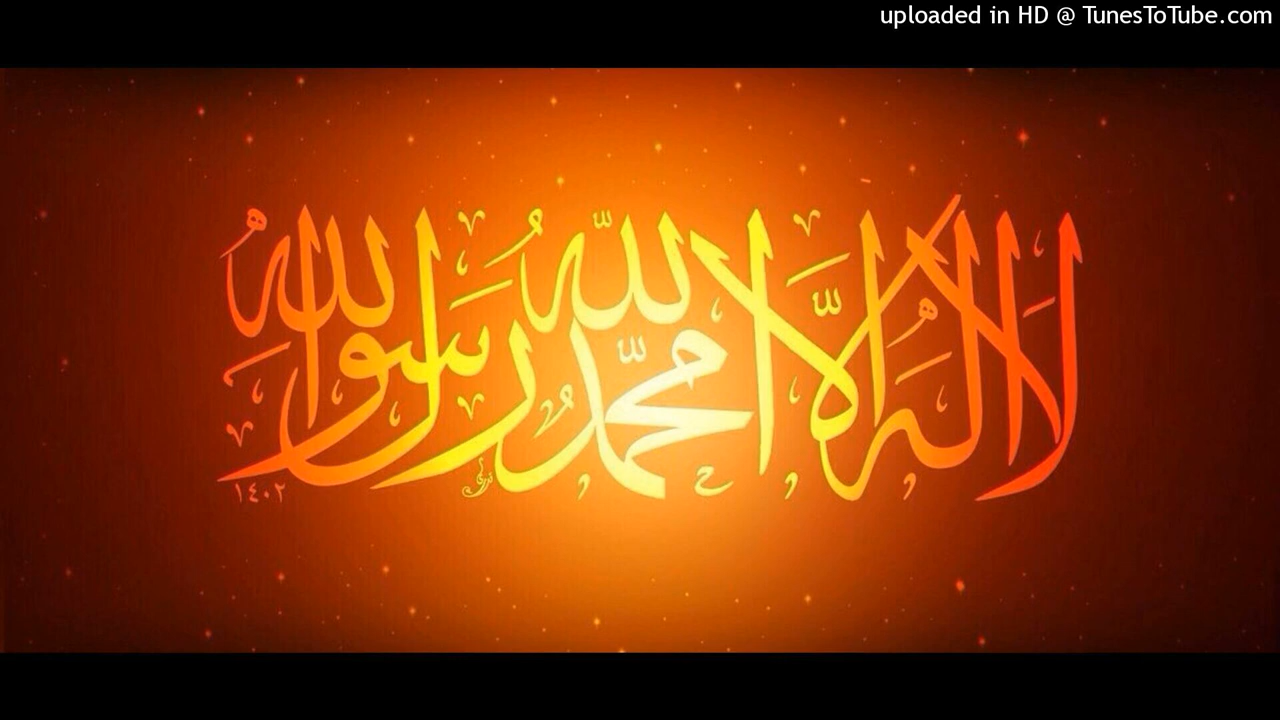 uploaded in HD @ TunesToTube.com
لا إله إلا الله محمد رسول الله
١٤٠٢